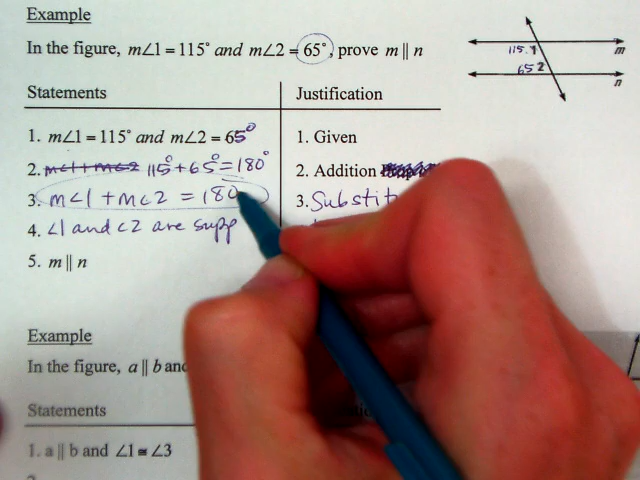 Example
In the figure, m∠1 = 115° and m∠2 = 65°, prove m ∥ n
115° 1
m
65 2
n
Statements Justification
1. m∠1 = 115° and m∠2 = 65° 1. Given
2. m∠1 + m∠2 115° + 65° = 180° 2. Addition
3. m∠1 + m∠2 = 180 3. Substit
4. ∠1 and ∠2 are supp
5. m ∥ n
Example
In the figure, a ∥ b and
Statements
1. a ∥ b and ∠1 ≅ ∠3